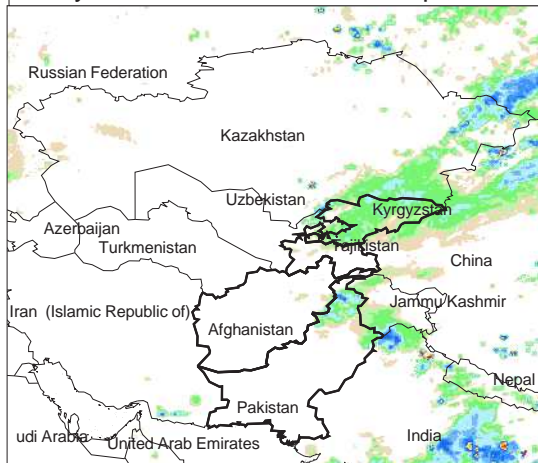 Russian Federation
Kazakhstan
Uzbekistan
Kyrgyzstan
Azerbaijan
Turkmenistan
Tajikistan
China
Iran (Islamic Republic of)
Jammu Kashmir
Afghanistan
Nepal
Pakistan
udi Arabia
United Arab Emirates
India